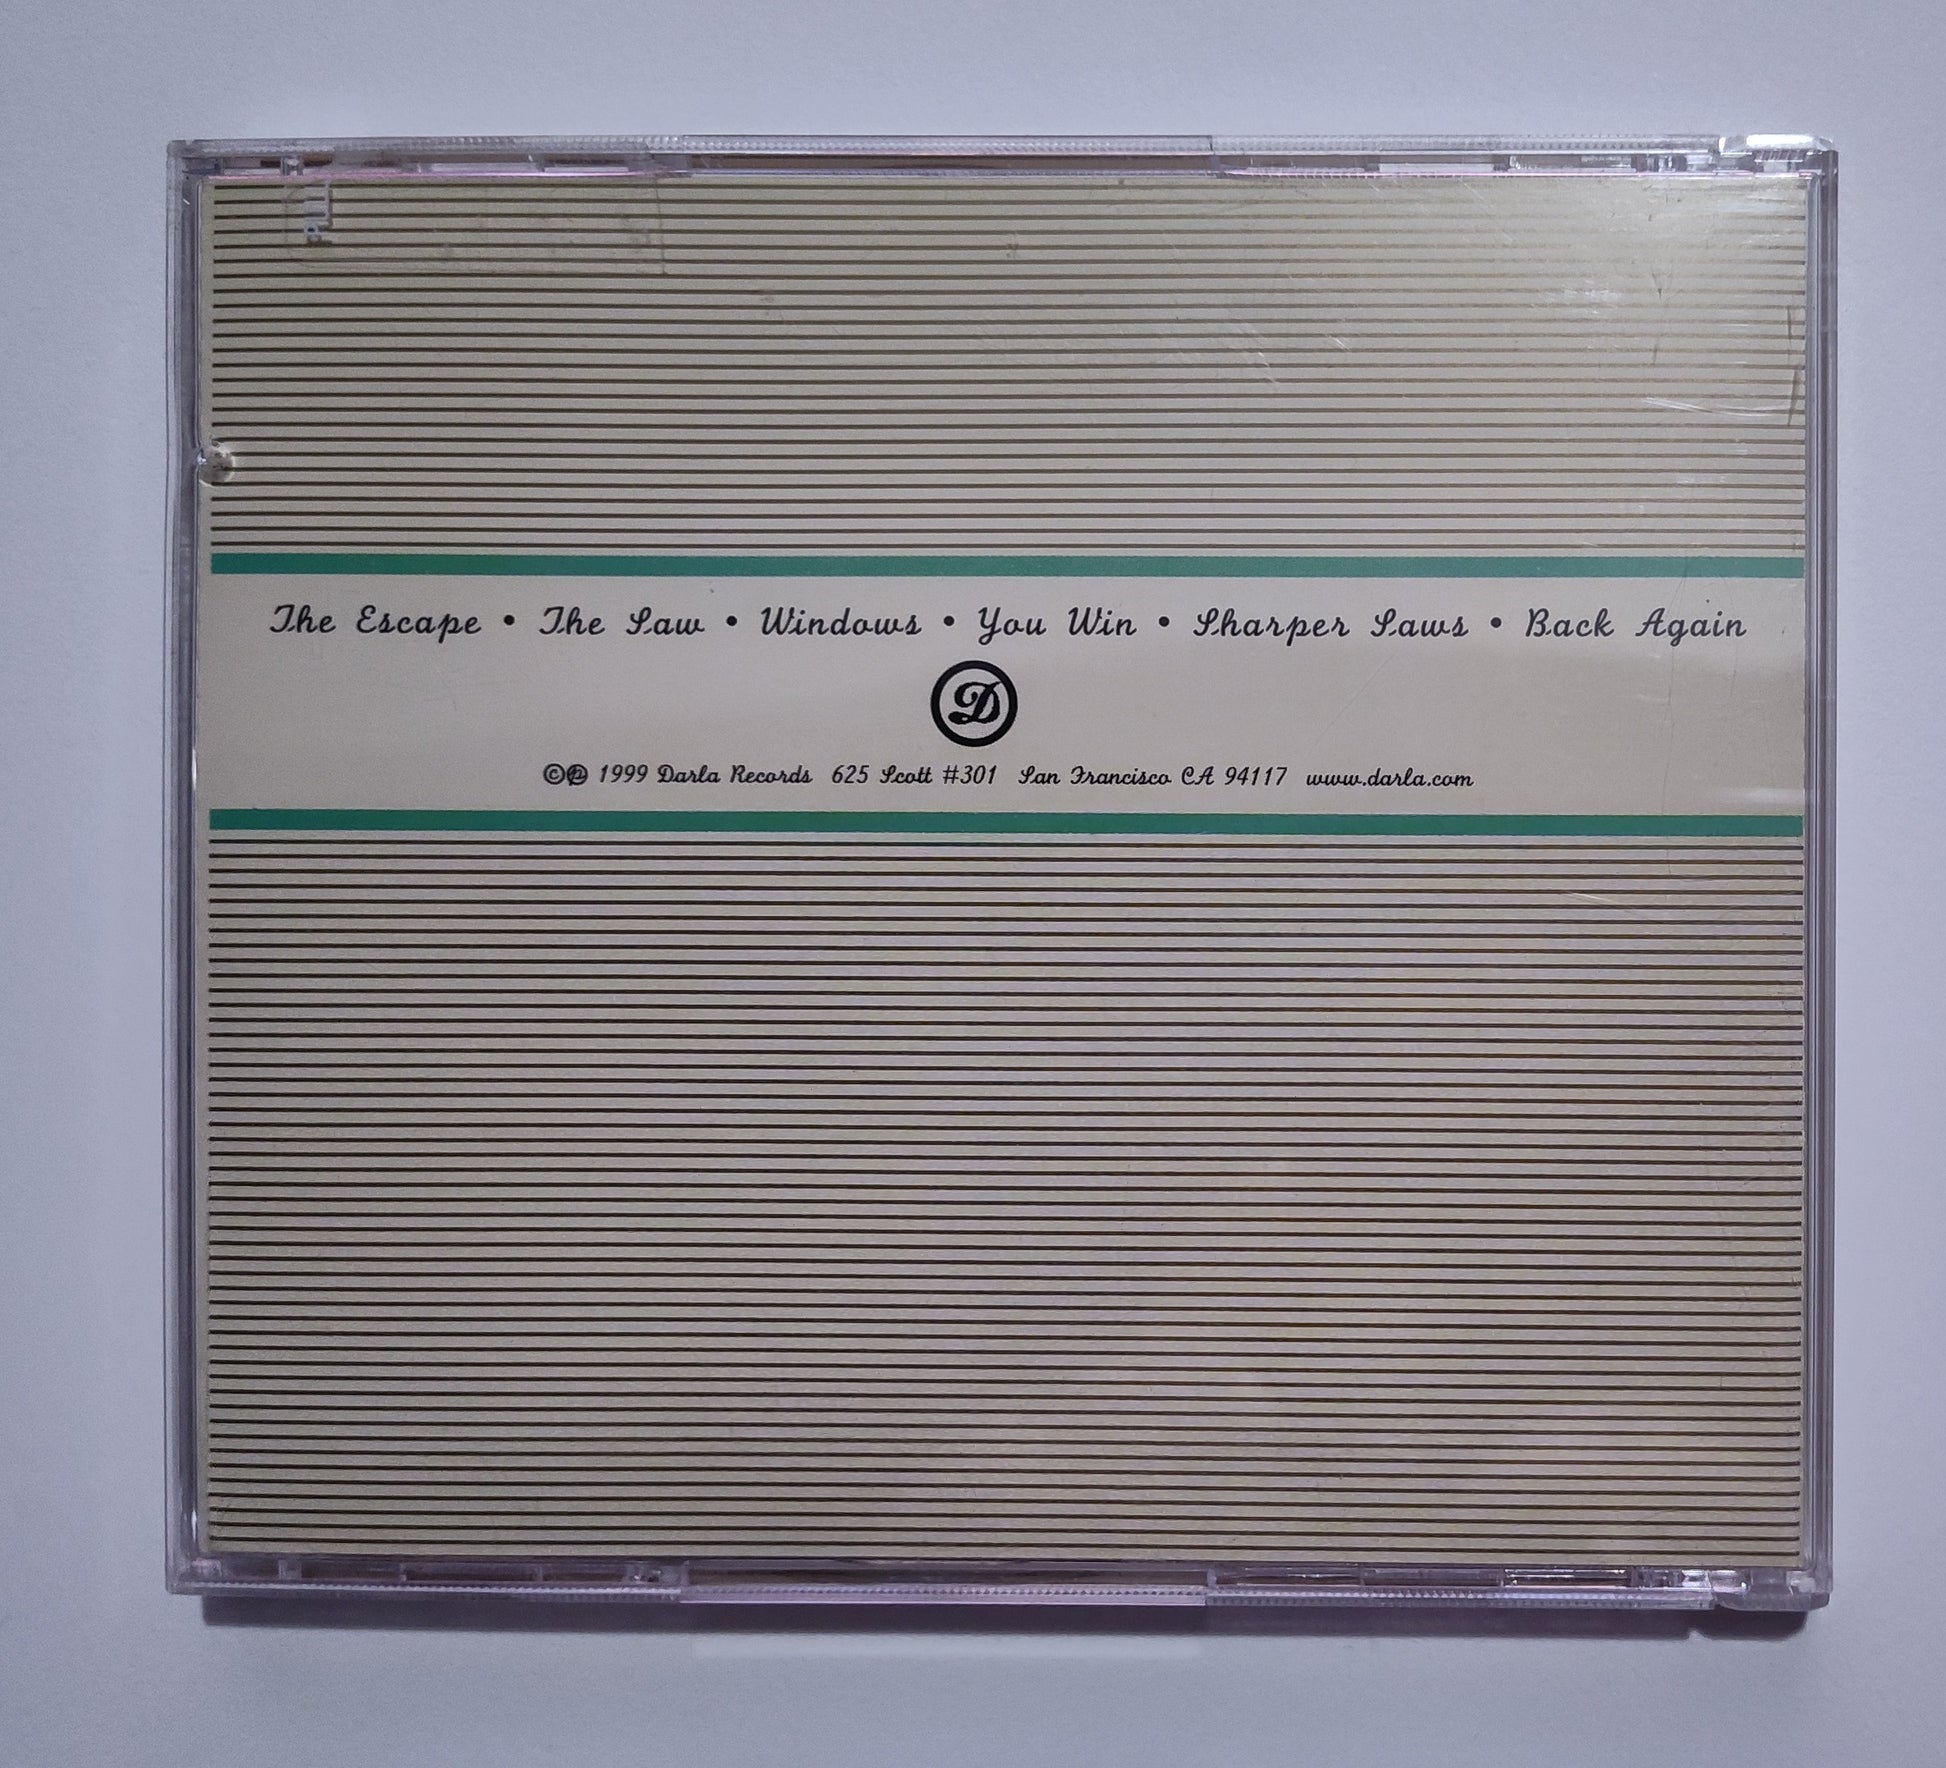 The Escape • The Saw • Windows • You Win • Sharper Saws • Back Again
D
©℗ 1999 Darla Records 625 Scott #301 San Francisco CA 94117 www.darla.com